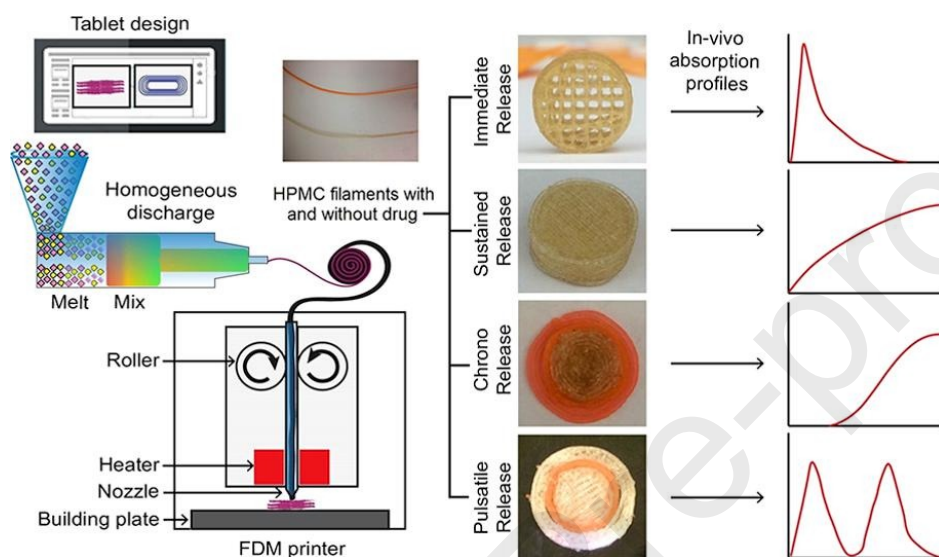 Tablet design
Homogeneous
discharge
Melt
Mix
HPMC filaments with
and without drug
Roller
Heater
Nozzle
Building plate
FDM printer
Immediate
Release
Sustained
Release
Chrono
Release
Pulsatile
Release
In-vivo
absorption
profiles
e-pro